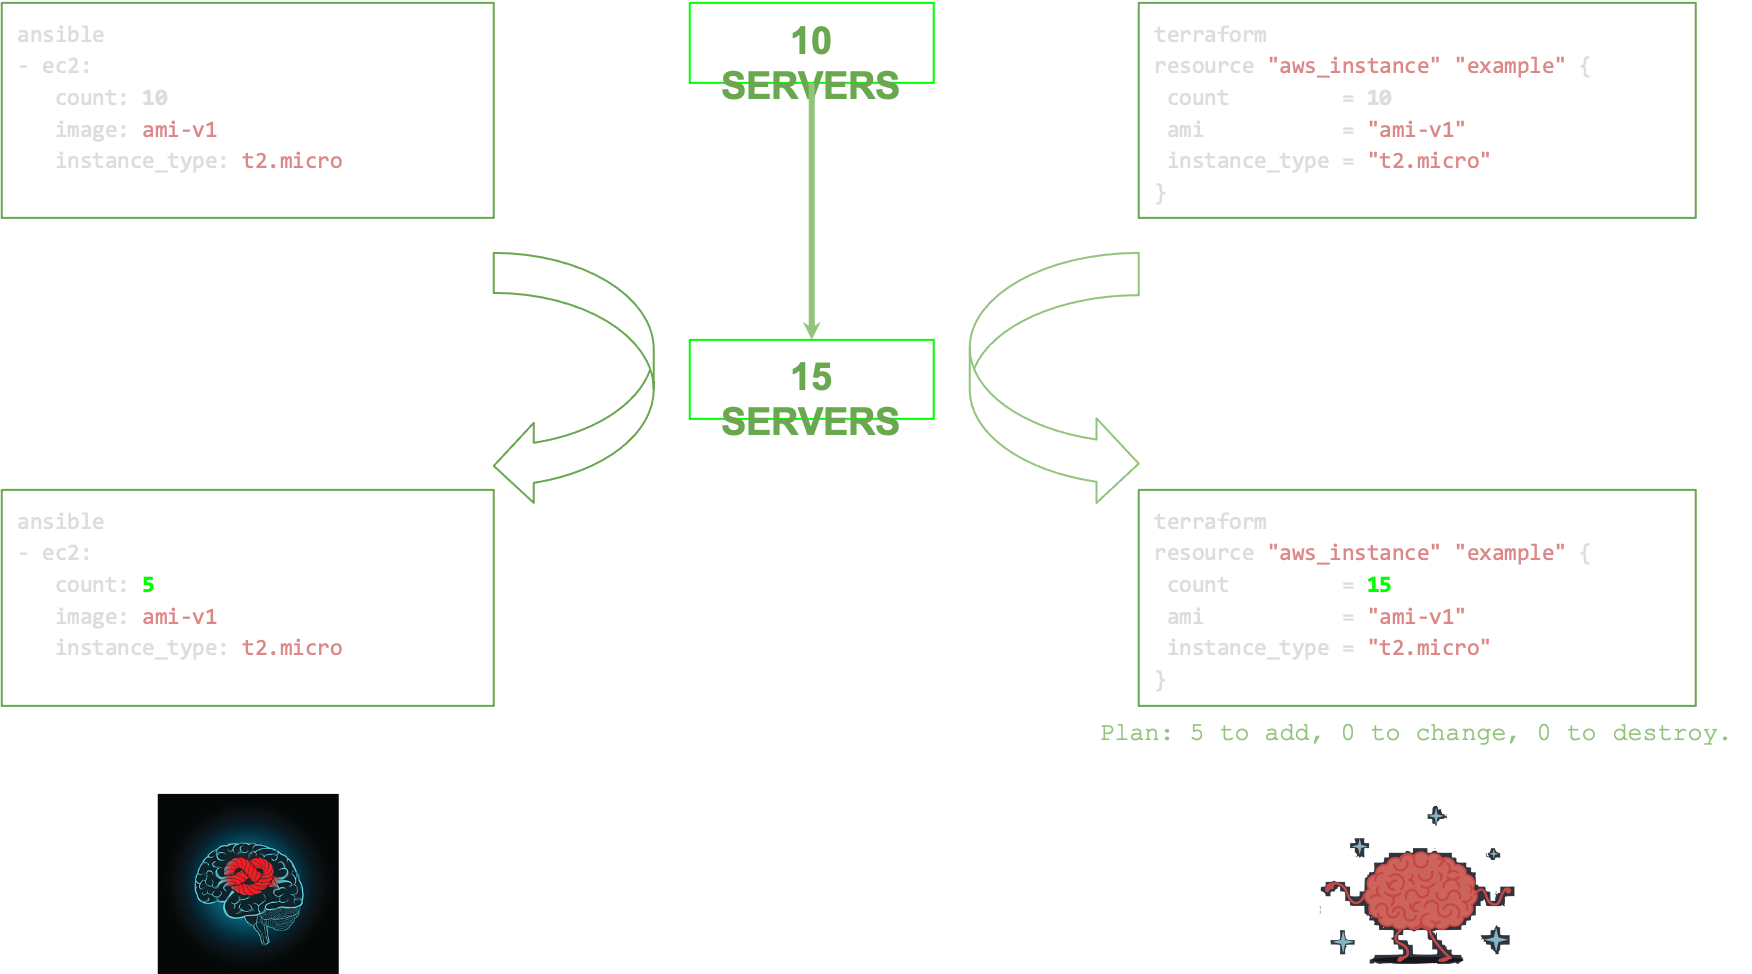 ansible
- ec2:
count: 10
image: ami-v1
instance_type: t2.micro
10
SERVERS
terraform
resource "aws_instance" "example" {
count = 10
ami = "ami-v1"
instance_type = "t2.micro"
}
15
SERVERS
ansible
- ec2:
count: 5
image: ami-v1
instance_type: t2.micro
terraform
resource "aws_instance" "example" {
count = 15
ami = "ami-v1"
instance_type = "t2.micro"
}
Plan: 5 to add, 0 to change, 0 to destroy.